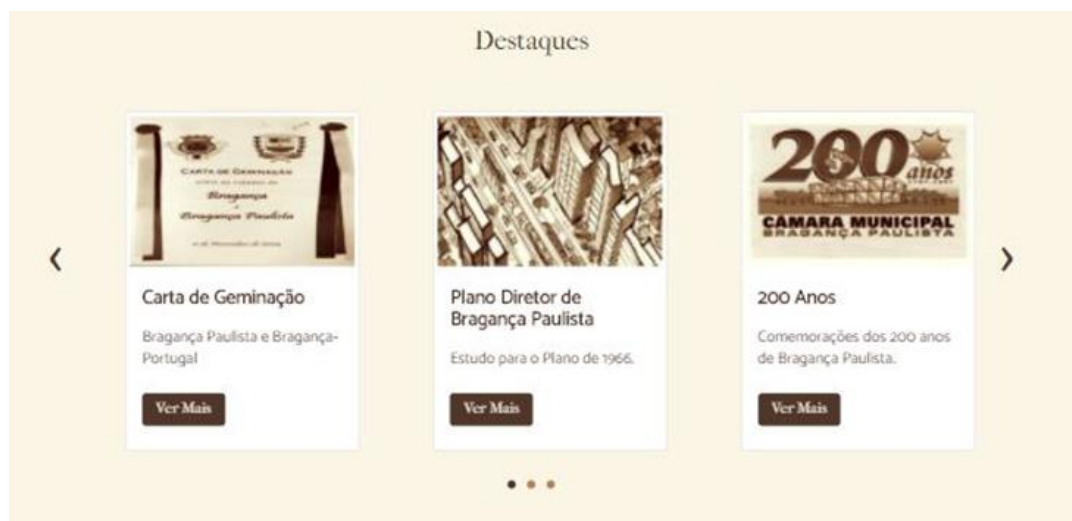 Destaques
CARTA DE GEMINAÇÃO
Bragança
e
Bragança Paulista
Carta de Geminação
Bragança Paulista e Bragança-
Portugal
Ver Mais
Plano Diretor de
Bragança Paulista
Estudo para o Plano de 1966.
Ver Mais
200
anos
CÂMARA MUNICIPAL
BRAGANÇA PAULISTA
200 Anos
Comemorações dos 200 anos
de Bragança Paulista.
Ver Mais